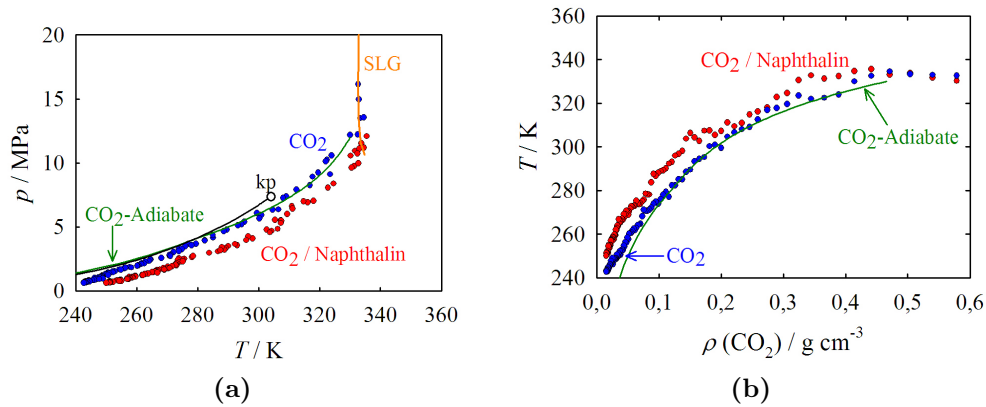 20
15
10
5
0
p / MPa
SLG
CO₂
kp
CO₂-Adiabate
CO₂ / Naphthalin
240 260 280 300 320 340 360
T / K
(a)
360
340
320
300
280
260
240
T / K
CO₂ / Naphthalin
CO₂-Adiabate
CO₂
0,0 0,1 0,2 0,3 0,4 0,5 0,6
ρ (CO₂) / g cm⁻³
(b)